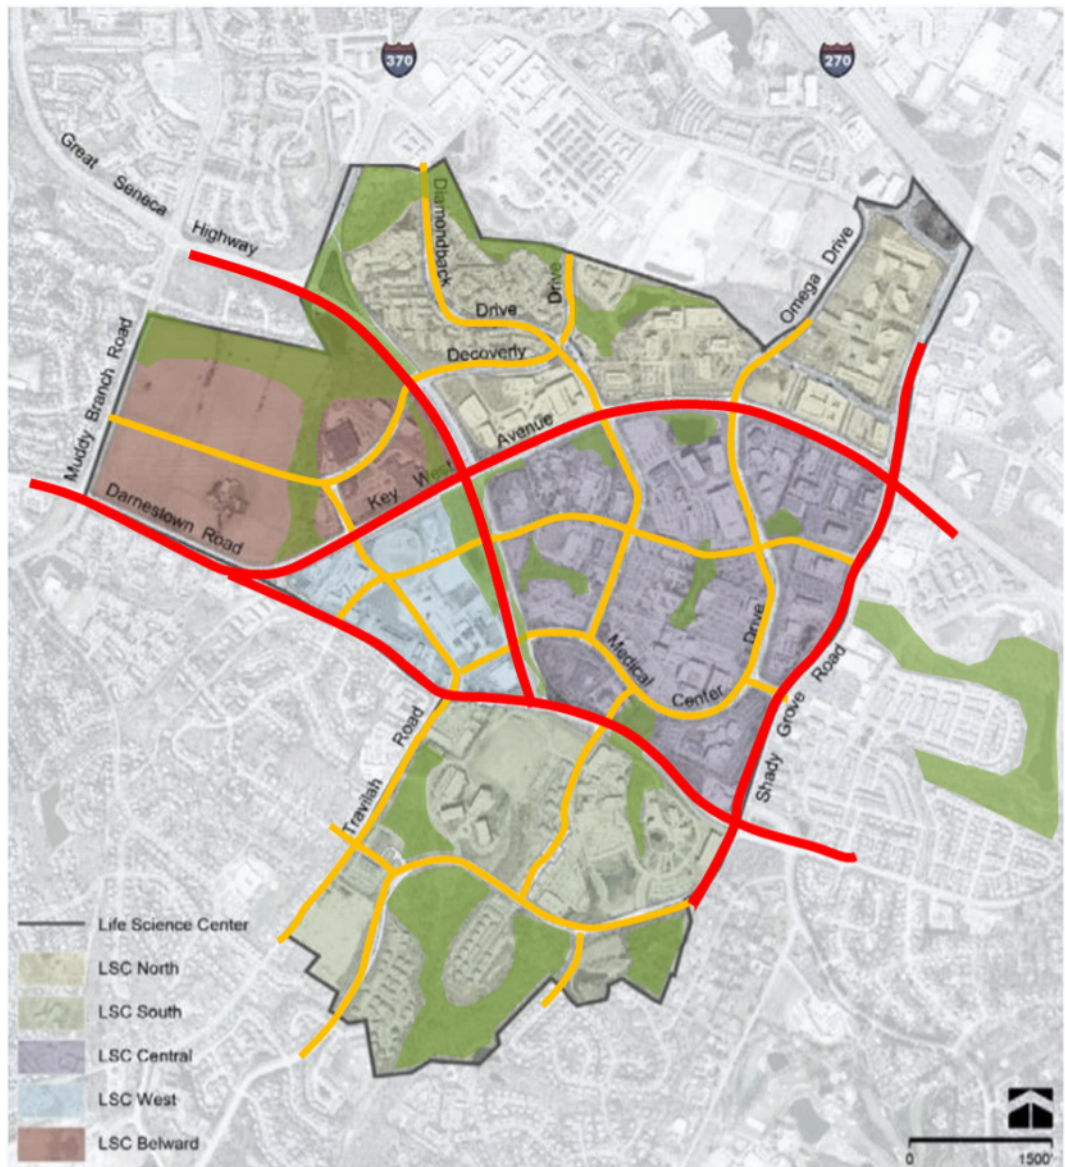 370
270
Great Seneca Highway
Diamondback
Drive
Drive
Decoverly
Omega Drive
Muddy Branch Road
Avenue
Key West
Darnestown Road
Medical
Center
Drive
Shady Grove Road
Travilah Road
Life Science Center
LSC North
LSC South
LSC Central
LSC West
LSC Belward
0 1500'